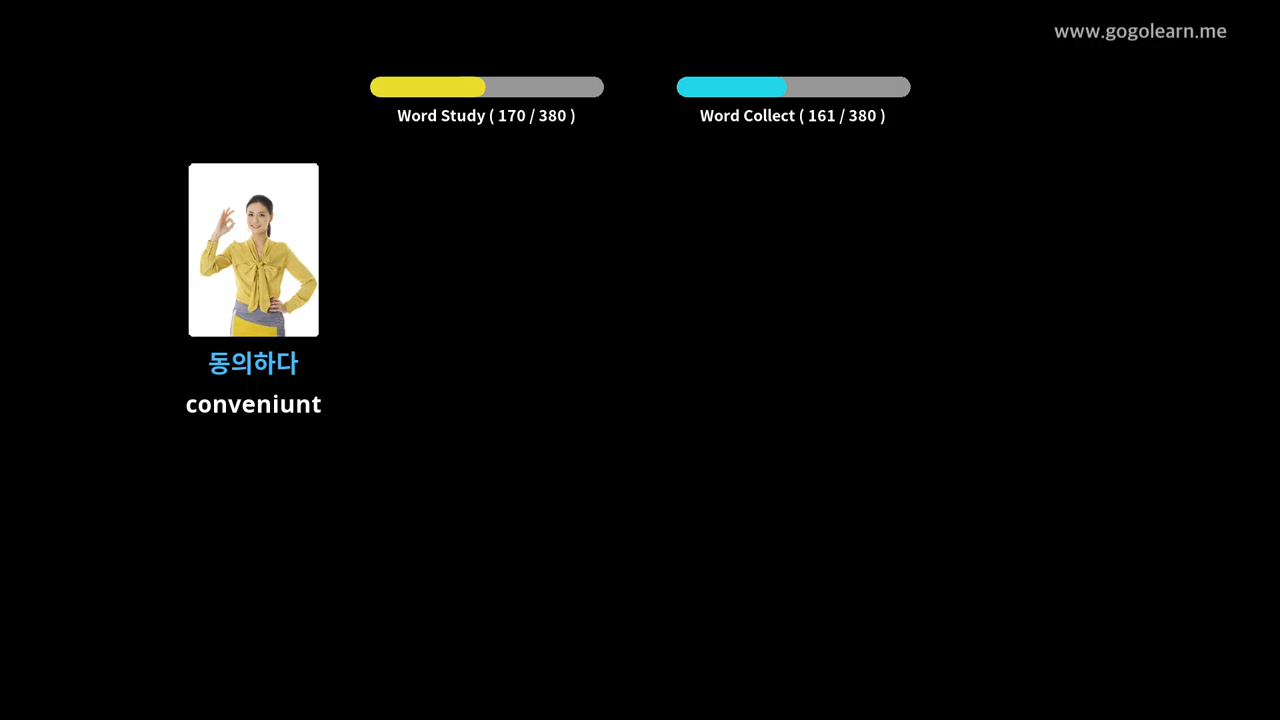 www.gogolearn.me
Word Study ( 170 / 380 )
Word Collect ( 161 / 380 )
동의하다
conveniunt